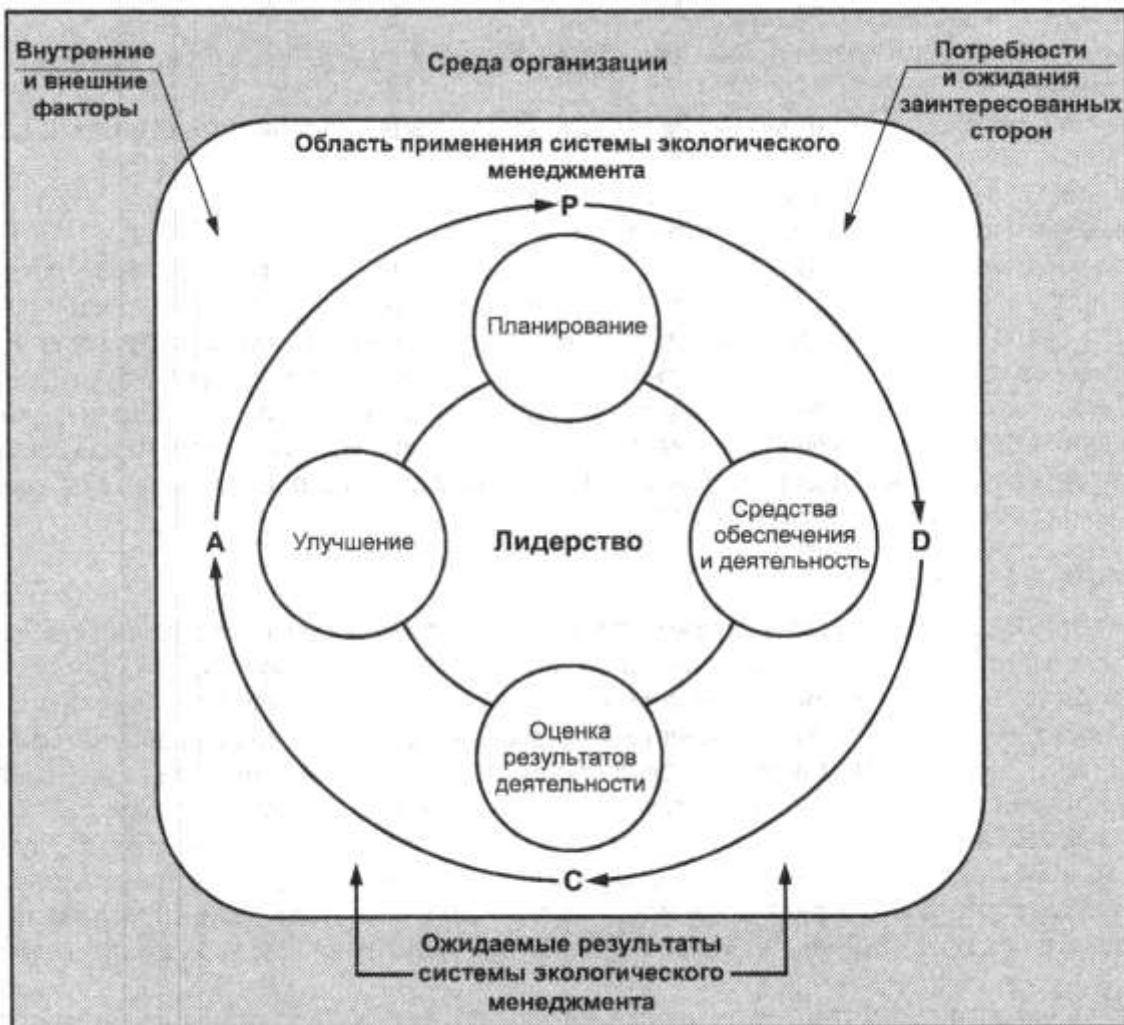 Внутренние
и внешние
факторы
Среда организации
Потребности
и ожидания
заинтересованных
сторон
Область применения системы экологического
менеджмента
P
Планирование
A
Улучшение
Лидерство
Средства
обеспечения
и деятельность
D
Оценка
результатов
деятельности
C
Ожидаемые результаты
системы экологического
менеджмента